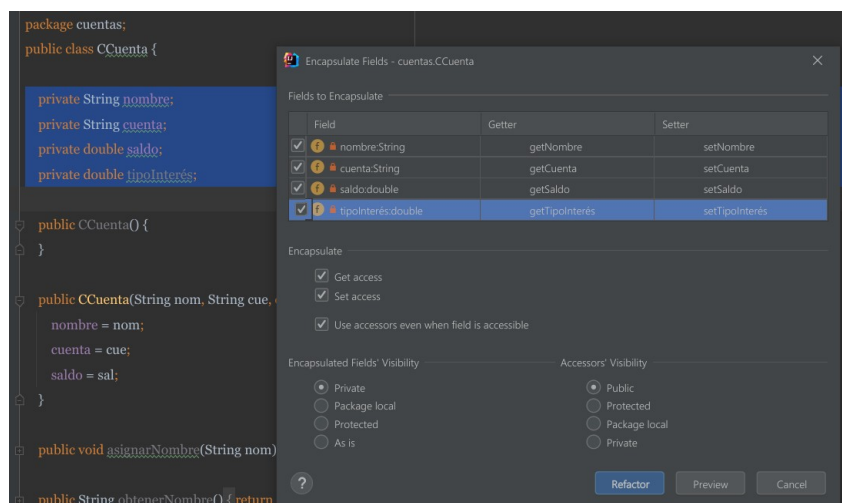 package cuentas;
public class CCuenta {
private String nombre;
private String cuenta;
private double saldo;
private double tipoInterés;
public CCuenta() {
}
public CCuenta(String nom, String cue,
nombre = nom;
cuenta = cue;
saldo = sal;
}
public void asignarNombre(String nom)
public String obtenerNombre() { return
Encapsulate Fields - cuentas.CCuenta
Fields to Encapsulate
Field Getter Setter
nombre:String getNombre setNombre
cuenta:String getCuenta setCuenta
saldo:double getSaldo setSaldo
tipoInterés:double getTipoInterés setTipoInterés
Encapsulate
Get access
Set access
Use accessors even when field is accessible
Encapsulated Fields' Visibility Accessors' Visibility
Private Public
Package local Protected
Protected Package local
As is Private
? Refactor Preview Cancel